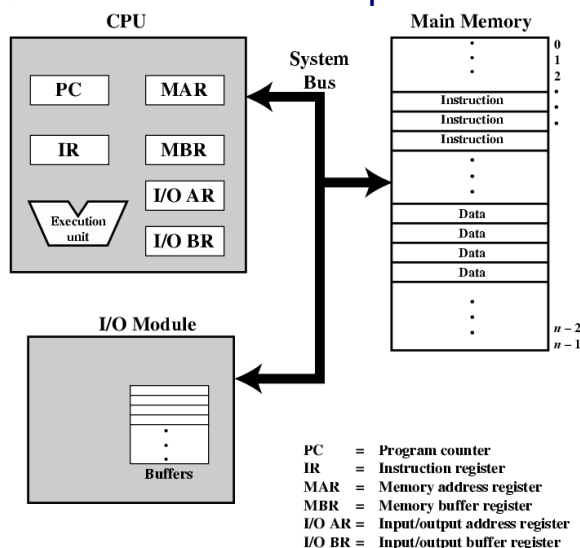 CPU
PC
MAR
IR
MBR
I/O AR
Execution
unit
I/O BR
System
Bus
Main Memory
0
1
2
Instruction
Instruction
Instruction
Data
Data
Data
Data
n – 2
n – 1
I/O Module
Buffers
PC = Program counter
IR = Instruction register
MAR = Memory address register
MBR = Memory buffer register
I/O AR = Input/output address register
I/O BR = Input/output buffer register